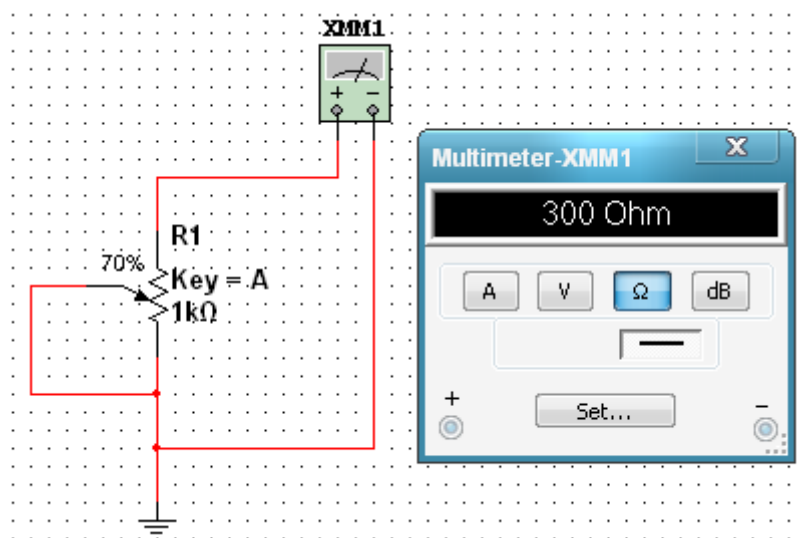 XMM1
+ −
R1
70%
Key = A
1kΩ
Multimeter-XMM1
X
300 Ohm
A V Ω dB
+ Set... −